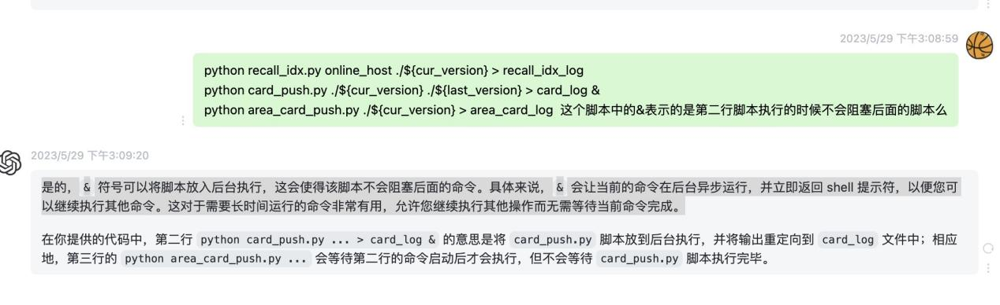 2023/5/29 下午3:08:59
python recall_idx.py online_host ./${cur_version} > recall_idx_log
python card_push.py ./${cur_version} ./${last_version} > card_log &
python area_card_push.py ./${cur_version} > area_card_log 这个脚本中的&表示的是第二行脚本执行的时候不会阻塞后面的脚本么
2023/5/29 下午3:09:20
是的， & 符号可以将脚本放入后台执行，这会使得该脚本不会阻塞后面的命令。具体来说， & 会让当前的命令在后台异步运行，并立即返回 shell 提示符，以便您可
以继续执行其他命令。这对于需要长时间运行的命令非常有用，允许您继续执行其他操作而无需等待当前命令完成。
在你提供的代码中，第二行 python card_push.py ... > card_log & 的意思是将 card_push.py 脚本放到后台执行，并将输出重定向到 card_log 文件中；相应
地，第三行的 python area_card_push.py ... 会等待第二行的命令启动后才会执行，但不会等待 card_push.py 脚本执行完毕。